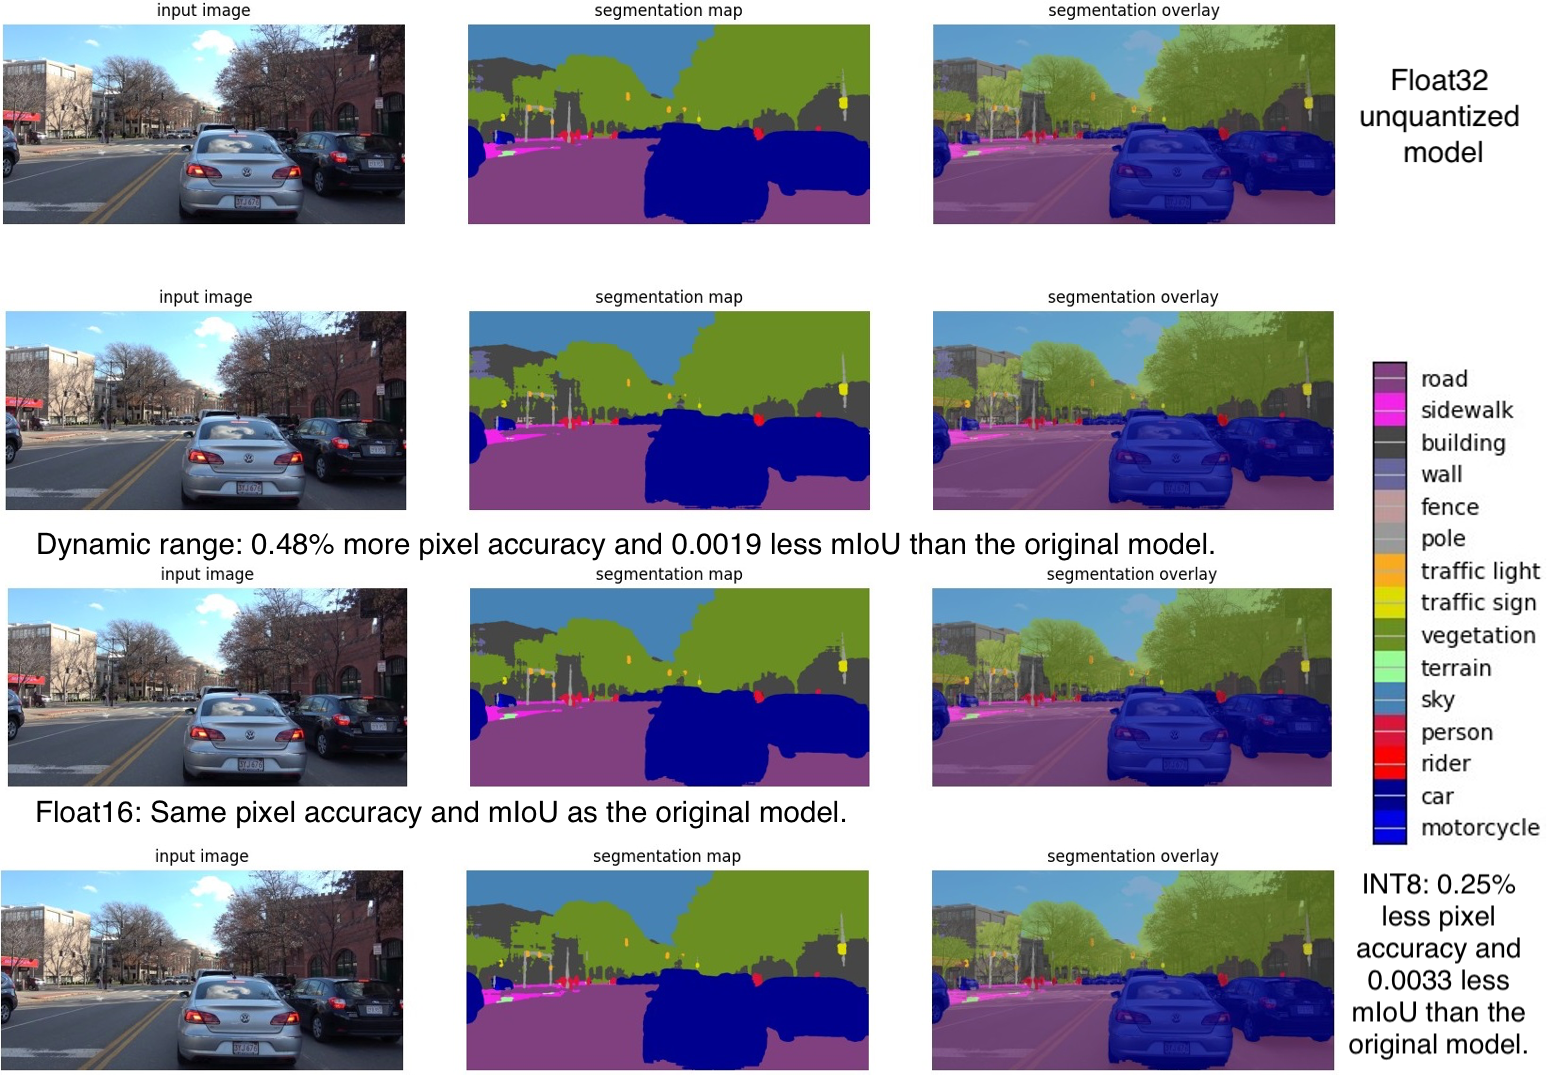 input image
segmentation map
segmentation overlay
Float32
unquantized
model
input image
segmentation map
segmentation overlay
Dynamic range: 0.48% more pixel accuracy and 0.0019 less mIoU than the original model.
input image
segmentation map
segmentation overlay
Float16: Same pixel accuracy and mIoU as the original model.
road
sidewalk
building
wall
fence
pole
traffic light
traffic sign
vegetation
terrain
sky
person
rider
car
motorcycle
input image
segmentation map
segmentation overlay
INT8: 0.25%
less pixel
accuracy and
0.0033 less
mIoU than the
original model.